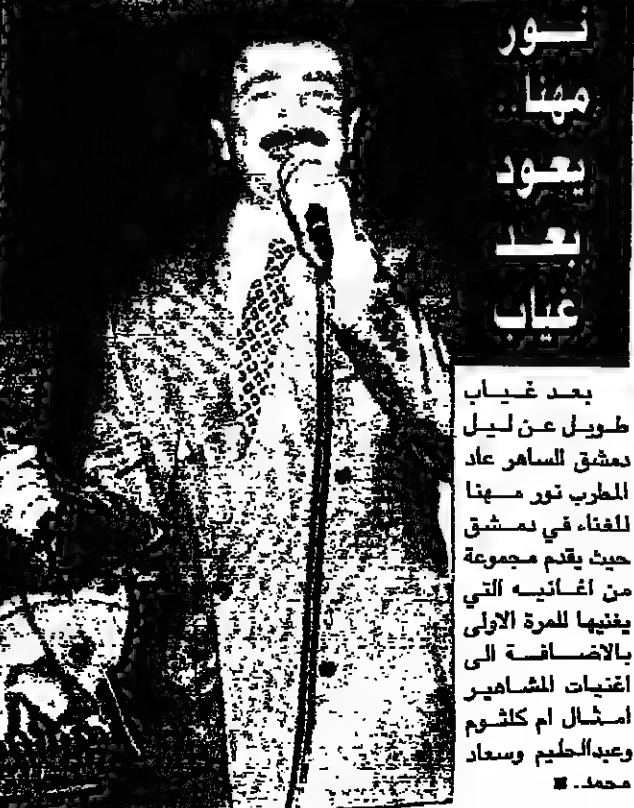 نور
مهنا..
يعود
بعد
غياب
بعد غياب
طويل عن ليل
دمشق الساهر عاد
المطرب نور مهنا
للغناء في دمشق
حيث يقدم مجموعة
من اغانيه التي
يغنيها للمرة الاولى
بالاضافة الى
اغنيات المشاهير
امثال ام كلثوم
وعبدالحليم وسعاد
محمد. ■